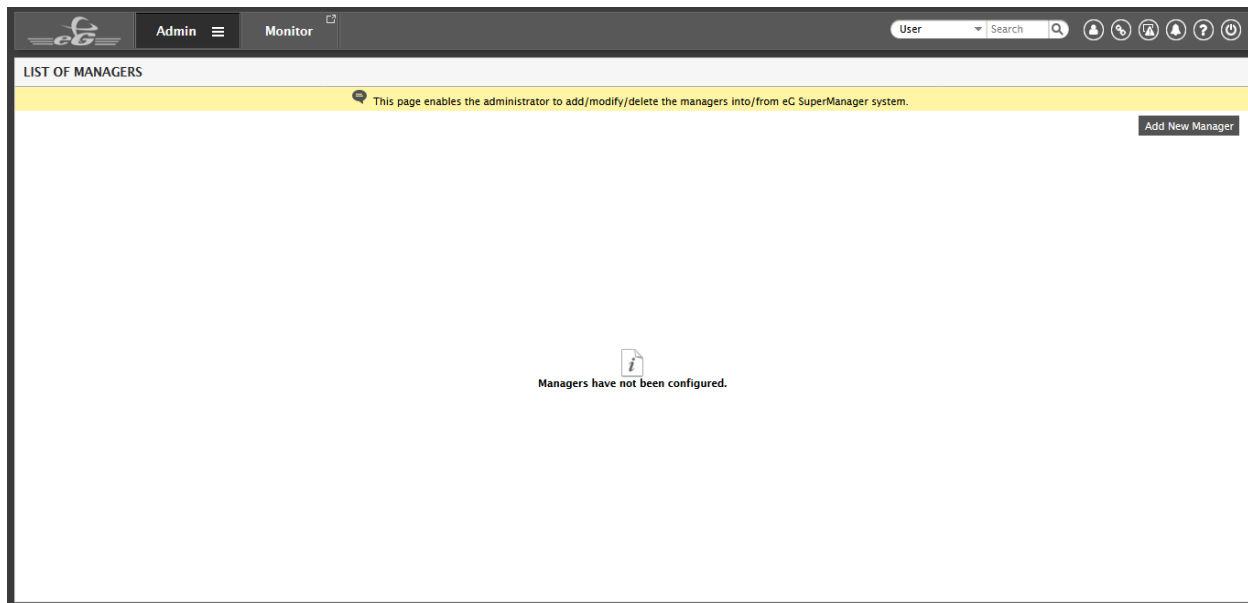 eG
Admin
Monitor
User
Search
LIST OF MANAGERS
This page enables the administrator to add/modify/delete the managers into/from eG SuperManager system.
Add New Manager
i
Managers have not been configured.